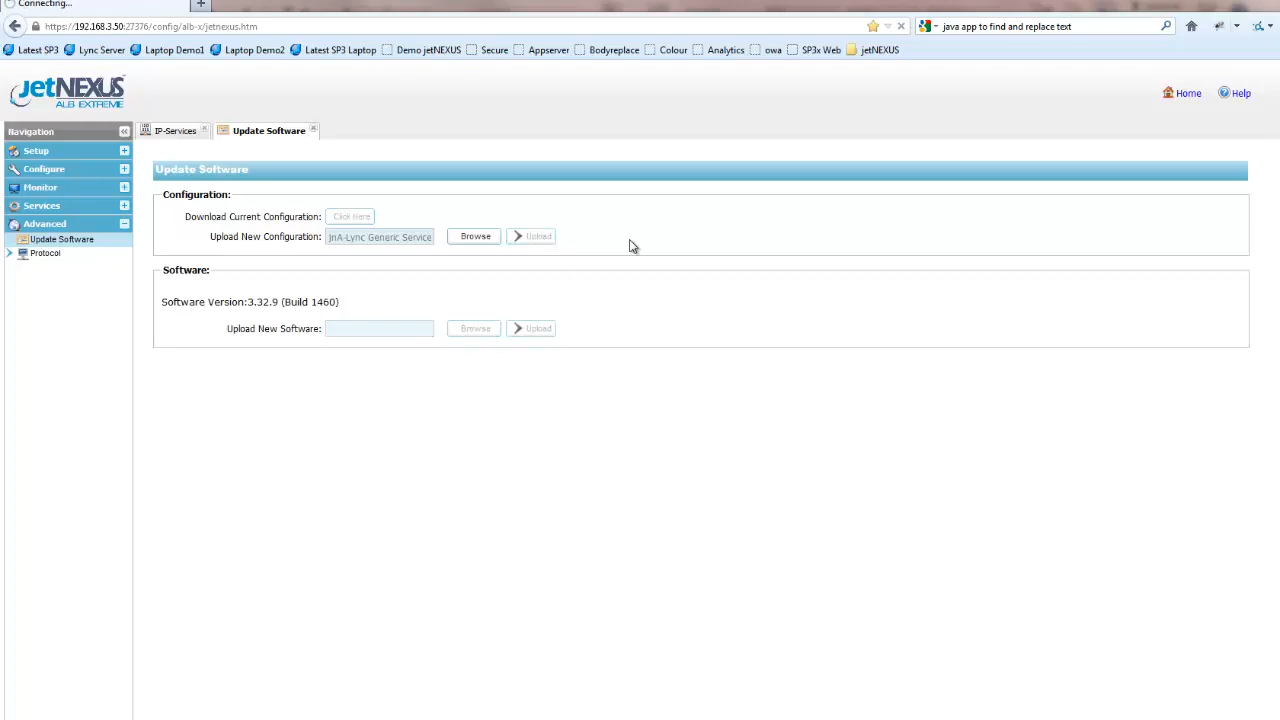 Connecting...
https://192.168.3.50:27376/config/alb-x/jetnexus.htm
java app to find and replace text
Latest SP3 Lync Server Laptop Demo1 Laptop Demo2 Latest SP3 Laptop Demo jetNEXUS Secure Appserver Bodyreplace Colour Analytics owa SP3x Web jetNEXUS
jetNEXUS
ALB EXTREME
Home Help
Navigation
IP-Services Update Software
Setup
Configure
Monitor
Services
Advanced
Update Software
Protocol
Update Software
Configuration:
Download Current Configuration: Click Here
Upload New Configuration: JnA-Lync Generic Service Browse Upload
Software:
Software Version:3.32.9 (Build 1460)
Upload New Software: Browse Upload